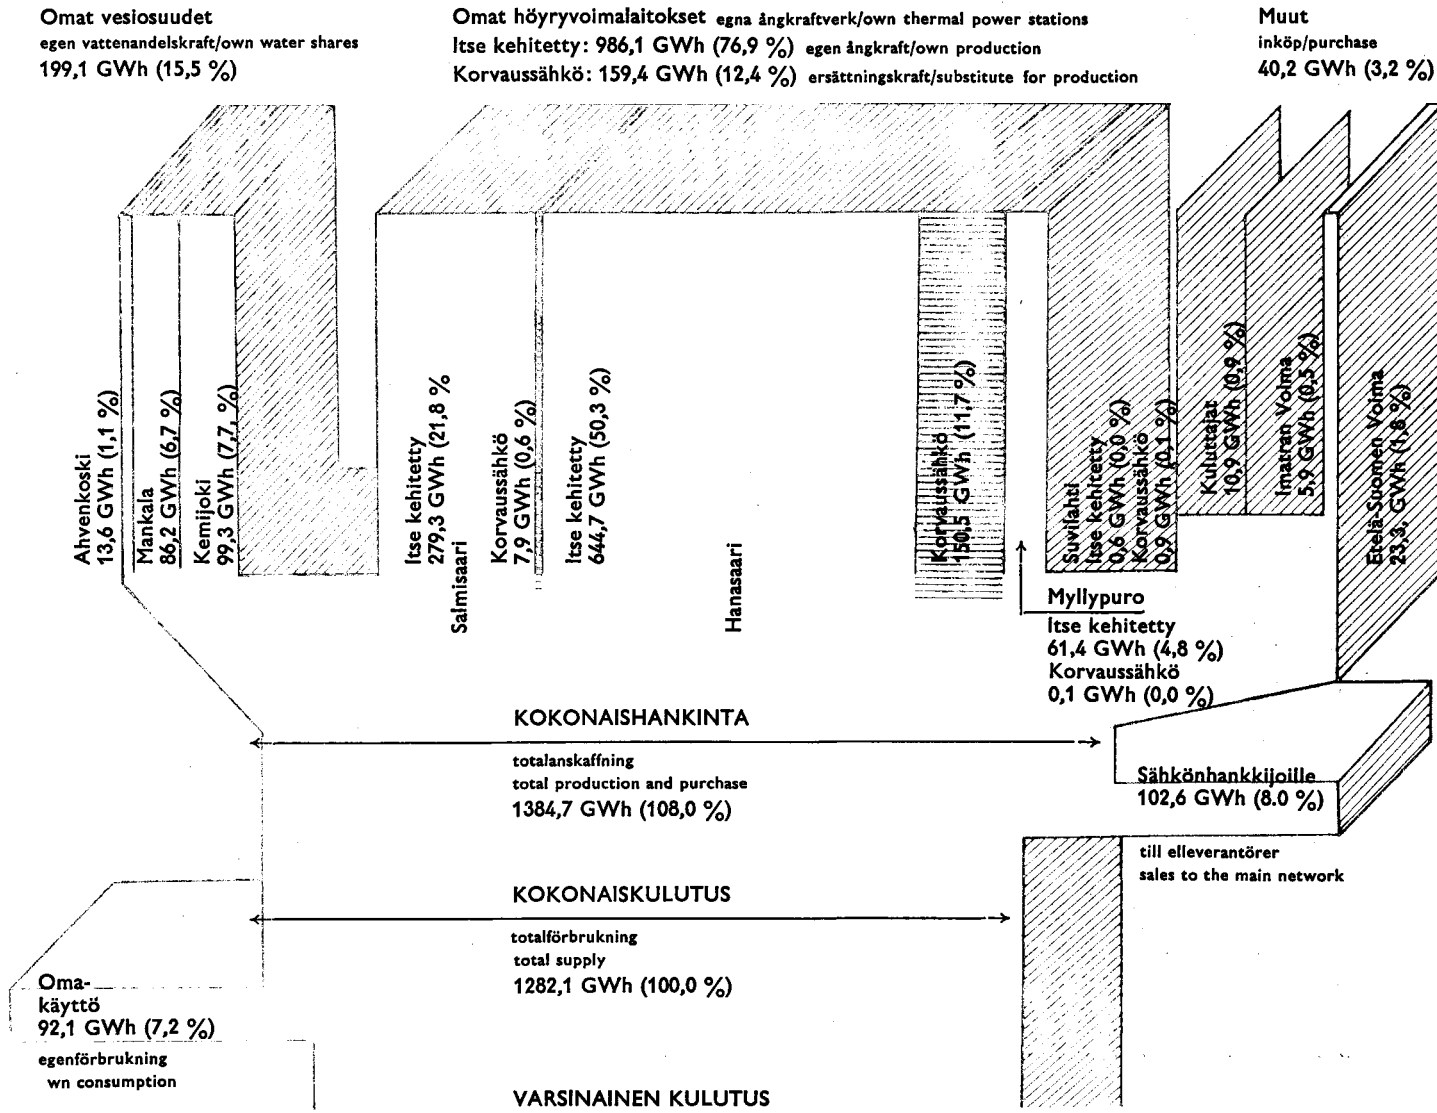 Omat vesiosuudet
egen vattenandelskraft/own water shares
199,1 GWh (15,5 %)
Omat höyryvoimalaitokset egna ångkraftverk/own thermal power stations
Itse kehitetty: 986,1 GWh (76,9 %) egen ångkraft/own production
Korvaussähkö: 159,4 GWh (12,4 %) ersättningskraft/substitute for production
Muut
inköp/purchase
40,2 GWh (3,2 %)
Ahvenkoski
13,6 GWh (1,1 %)
Mankala
86,2 GWh (6,7 %)
Kemijoki
99,3 GWh (7,7, %)
Itse kehitetty
279,3 GWh (21,8 %
Salmisaari
Korvaussähkö
7,9 GWh (0,6 %)
Itse kehitetty
644,7 GWh (50,3 %)
Hanasaari
Korvaussähkö
150,5 GWh (11,7 %)
Suvilahti
Itse kehitetty
0,6 GWh (0,0 %)
Korvaussähkö
0,9 GWh (0,1 %)
Kuluttajat
10,9 GWh (0,9 %)
Imatran Voima
5,9 GWh (0,5 %)
Etelä-Suomen Voima
23,3, GWh (1,8 %)
Myllypuro
Itse kehitetty
61,4 GWh (4,8 %)
Korvaussähkö
0,1 GWh (0,0 %)
KOKONAISHANKINTA
totalanskaffning
total production and purchase
1384,7 GWh (108,0 %)
Sähkönhankkijoille
102,6 GWh (8.0 %)
till elleverantörer
sales to the main network
KOKONAISKULUTUS
totalförbrukning
total supply
1282,1 GWh (100,0 %)
Oma-
käyttö
92,1 GWh (7,2 %)
egenförbrukning
wn consumption
VARSINAINEN KULUTUS